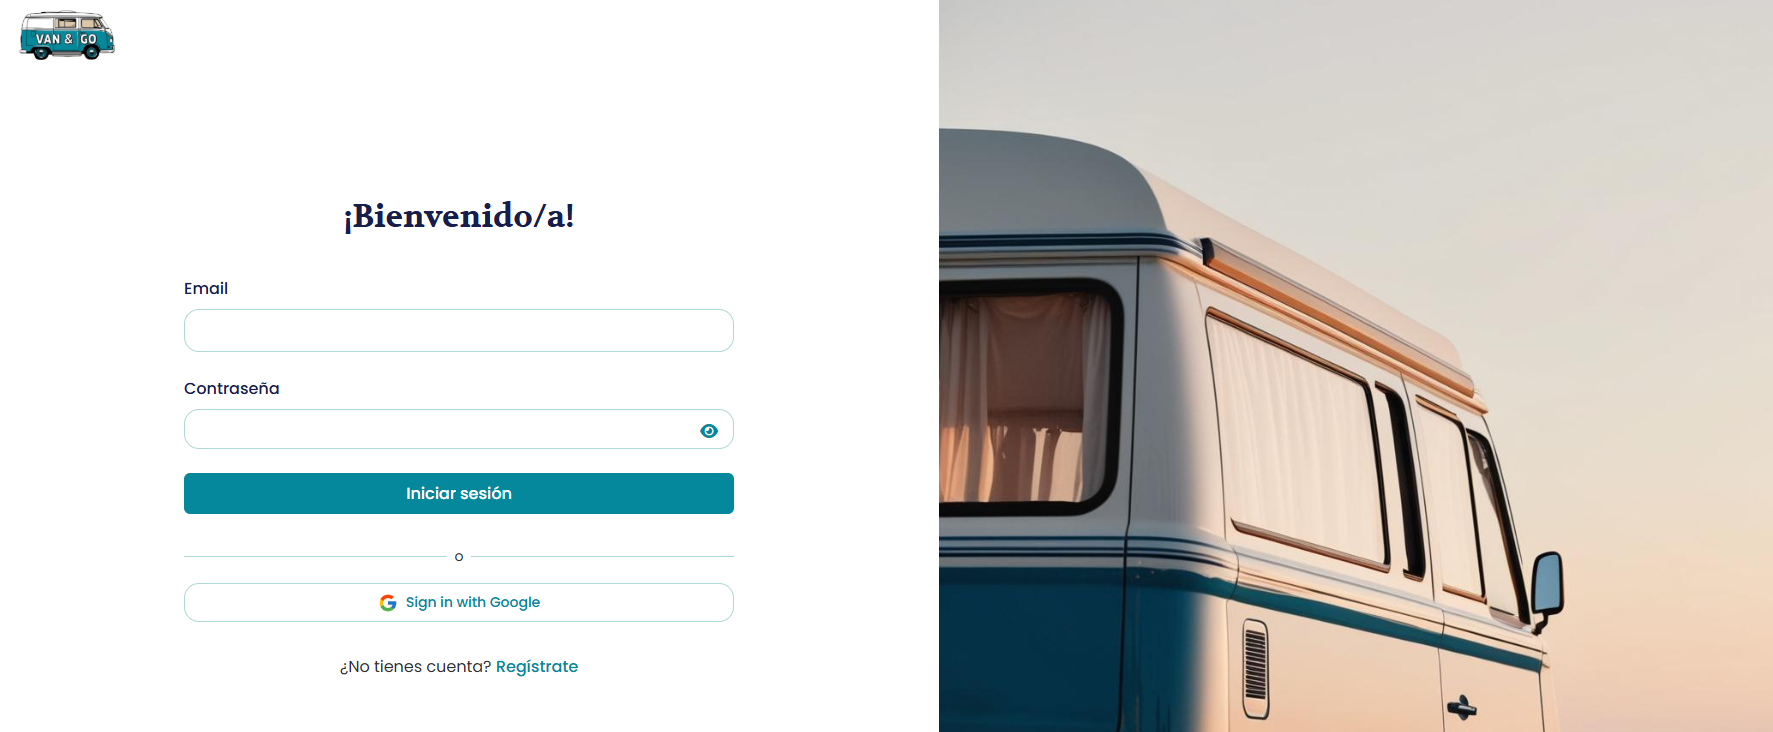 VAN & GO
¡Bienvenido/a!
Email
Contraseña
Iniciar sesión
o
Sign in with Google
¿No tienes cuenta? Regístrate